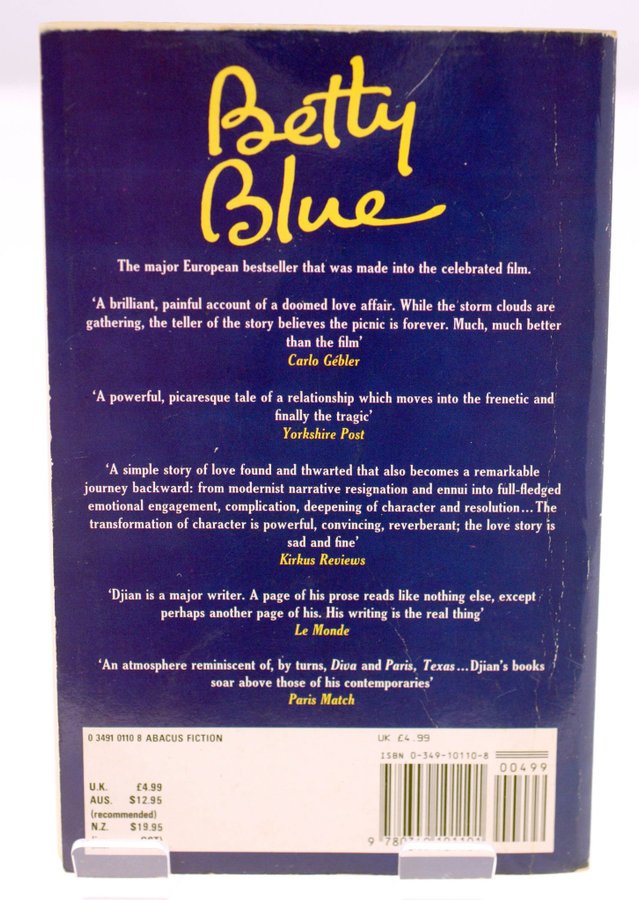 Betty
Blue
The major European bestseller that was made into the celebrated film.
‘A brilliant, painful account of a doomed love affair. While the storm clouds are
gathering, the teller of the story believes the picnic is forever. Much, much better
than the film’
Carlo Gébler
‘A powerful, picaresque tale of a relationship which moves into the frenetic and
finally the tragic’
Yorkshire Post
‘A simple story of love found and thwarted that also becomes a remarkable
journey backward: from modernist narrative resignation and ennui into full-fledged
emotional engagement, complication, deepening of character and resolution...The
transformation of character is powerful, convincing, reverberant; the love story is
sad and fine’
Kirkus Reviews
‘Djian is a major writer. A page of his prose reads like nothing else, except
perhaps another page of his. His writing is the real thing’
Le Monde
‘An atmosphere reminiscent of, by turns, Diva and Paris, Texas...Djian’s books
soar above those of his contemporaries’
Paris Match
0 3491 0110 8 ABACUS FICTION
UK £4.99
ISBN 0-349-10110-8
00499
U.K. £4.99
AUS. $12.95
(recommended)
N.Z. $19.95